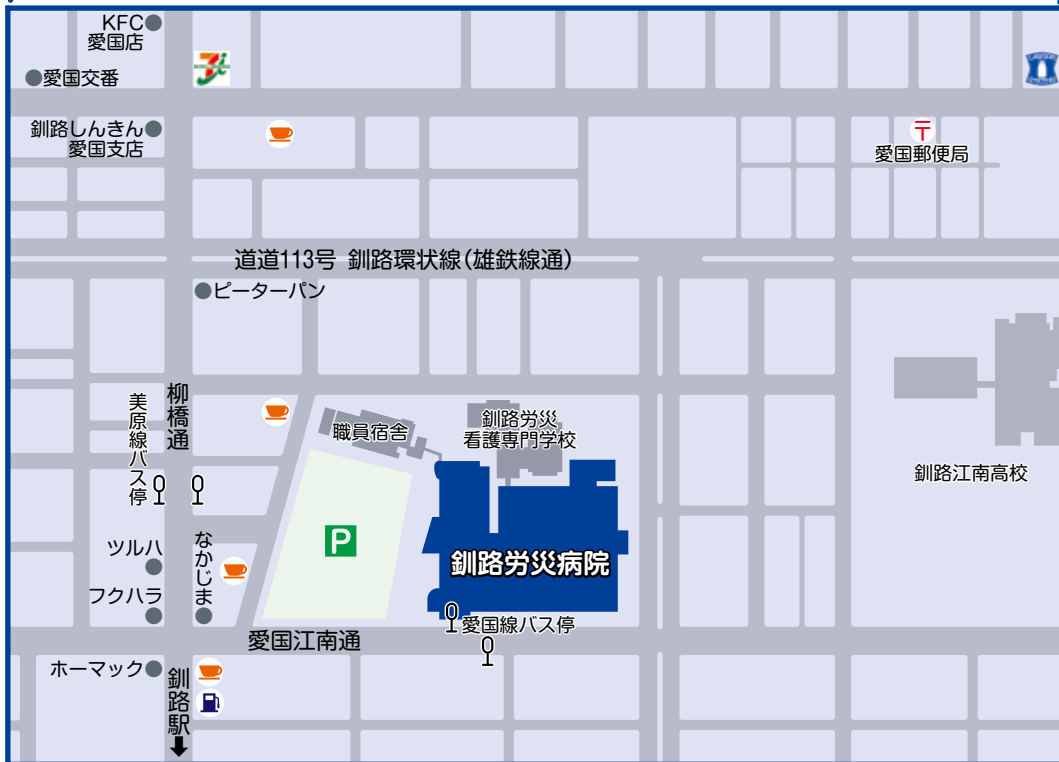 KFC
愛国店
愛国交番
釧路しんきん
愛国支店
〒
愛国郵便局
道道113号 釧路環状線(雄鉄線通)
ピーターパン
柳橋通
美原線バス停
職員宿舎
釧路労災
看護専門学校
釧路江南高校
P
釧路労災病院
ツルハ
なかじま
フクハラ
愛国線バス停
愛国江南通
ホーマック
釧路駅